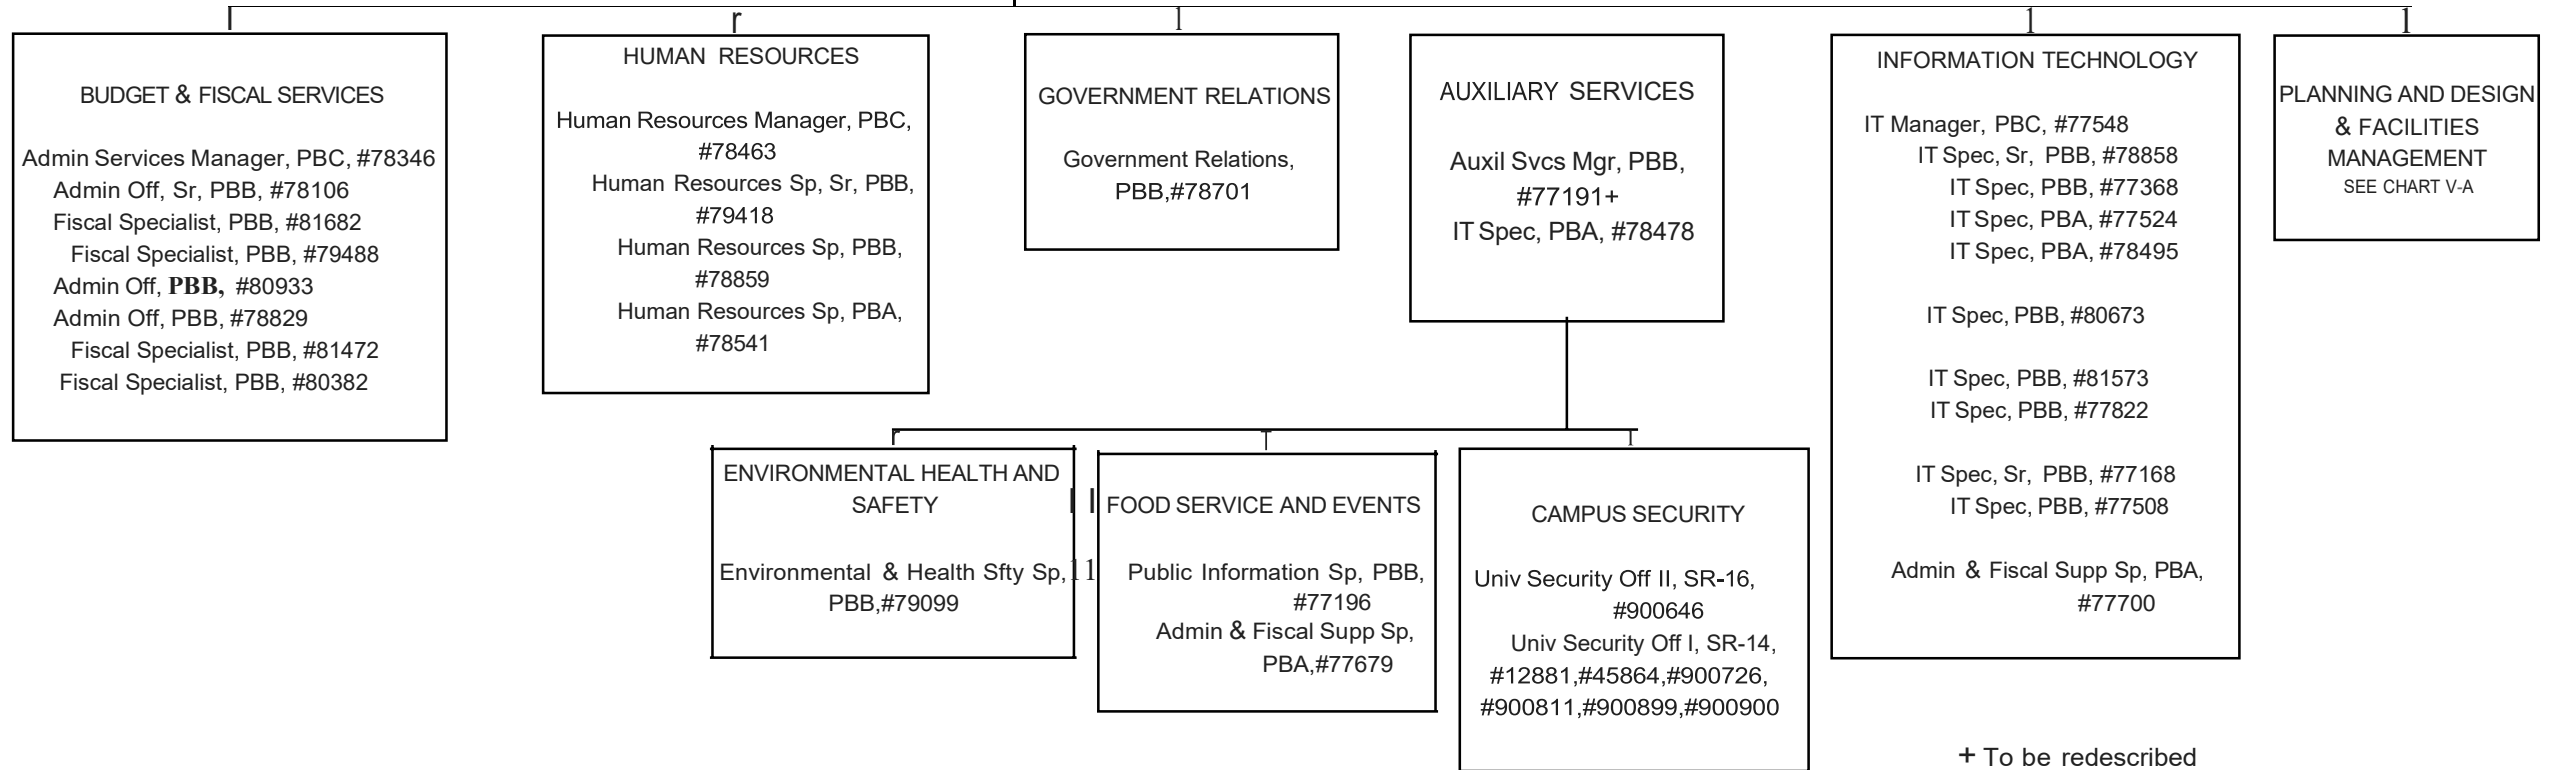 BUDGET & FISCAL SERVICES
Admin Services Manager, PBC, #78346
Admin Off, Sr, PBB, #78106
Fiscal Specialist, PBB, #81682
Fiscal Specialist, PBB, #79488
Admin Off, PBB, #80933
Admin Off, PBB, #78829
Fiscal Specialist, PBB, #81472
Fiscal Specialist, PBB, #80382
HUMAN RESOURCES
Human Resources Manager, PBC,
#78463
Human Resources Sp, Sr, PBB,
#79418
Human Resources Sp, PBB,
#78859
Human Resources Sp, PBA,
#78541
GOVERNMENT RELATIONS
Government Relations,
PBB,#78701
AUXILIARY SERVICES
Auxil Svcs Mgr, PBB,
#77191+
IT Spec, PBA, #78478
INFORMATION TECHNOLOGY
IT Manager, PBC, #77548
IT Spec, Sr, PBB, #78858
IT Spec, PBB, #77368
IT Spec, PBA, #77524
IT Spec, PBA, #78495
IT Spec, PBB, #80673
IT Spec, PBB, #81573
IT Spec, PBB, #77822
IT Spec, Sr, PBB, #77168
IT Spec, PBB, #77508
Admin & Fiscal Supp Sp, PBA,
#77700
PLANNING AND DESIGN
& FACILITIES
MANAGEMENT
SEE CHART V-A
ENVIRONMENTAL HEALTH AND
SAFETY
Environmental & Health Sfty Sp,
PBB,#79099
FOOD SERVICE AND EVENTS
Public Information Sp, PBB,
#77196
Admin & Fiscal Supp Sp,
PBA,#77679
CAMPUS SECURITY
Univ Security Off II, SR-16,
#900646
Univ Security Off I, SR-14,
#12881,#45864,#900726,
#900811,#900899,#900900
+ To be redescribed